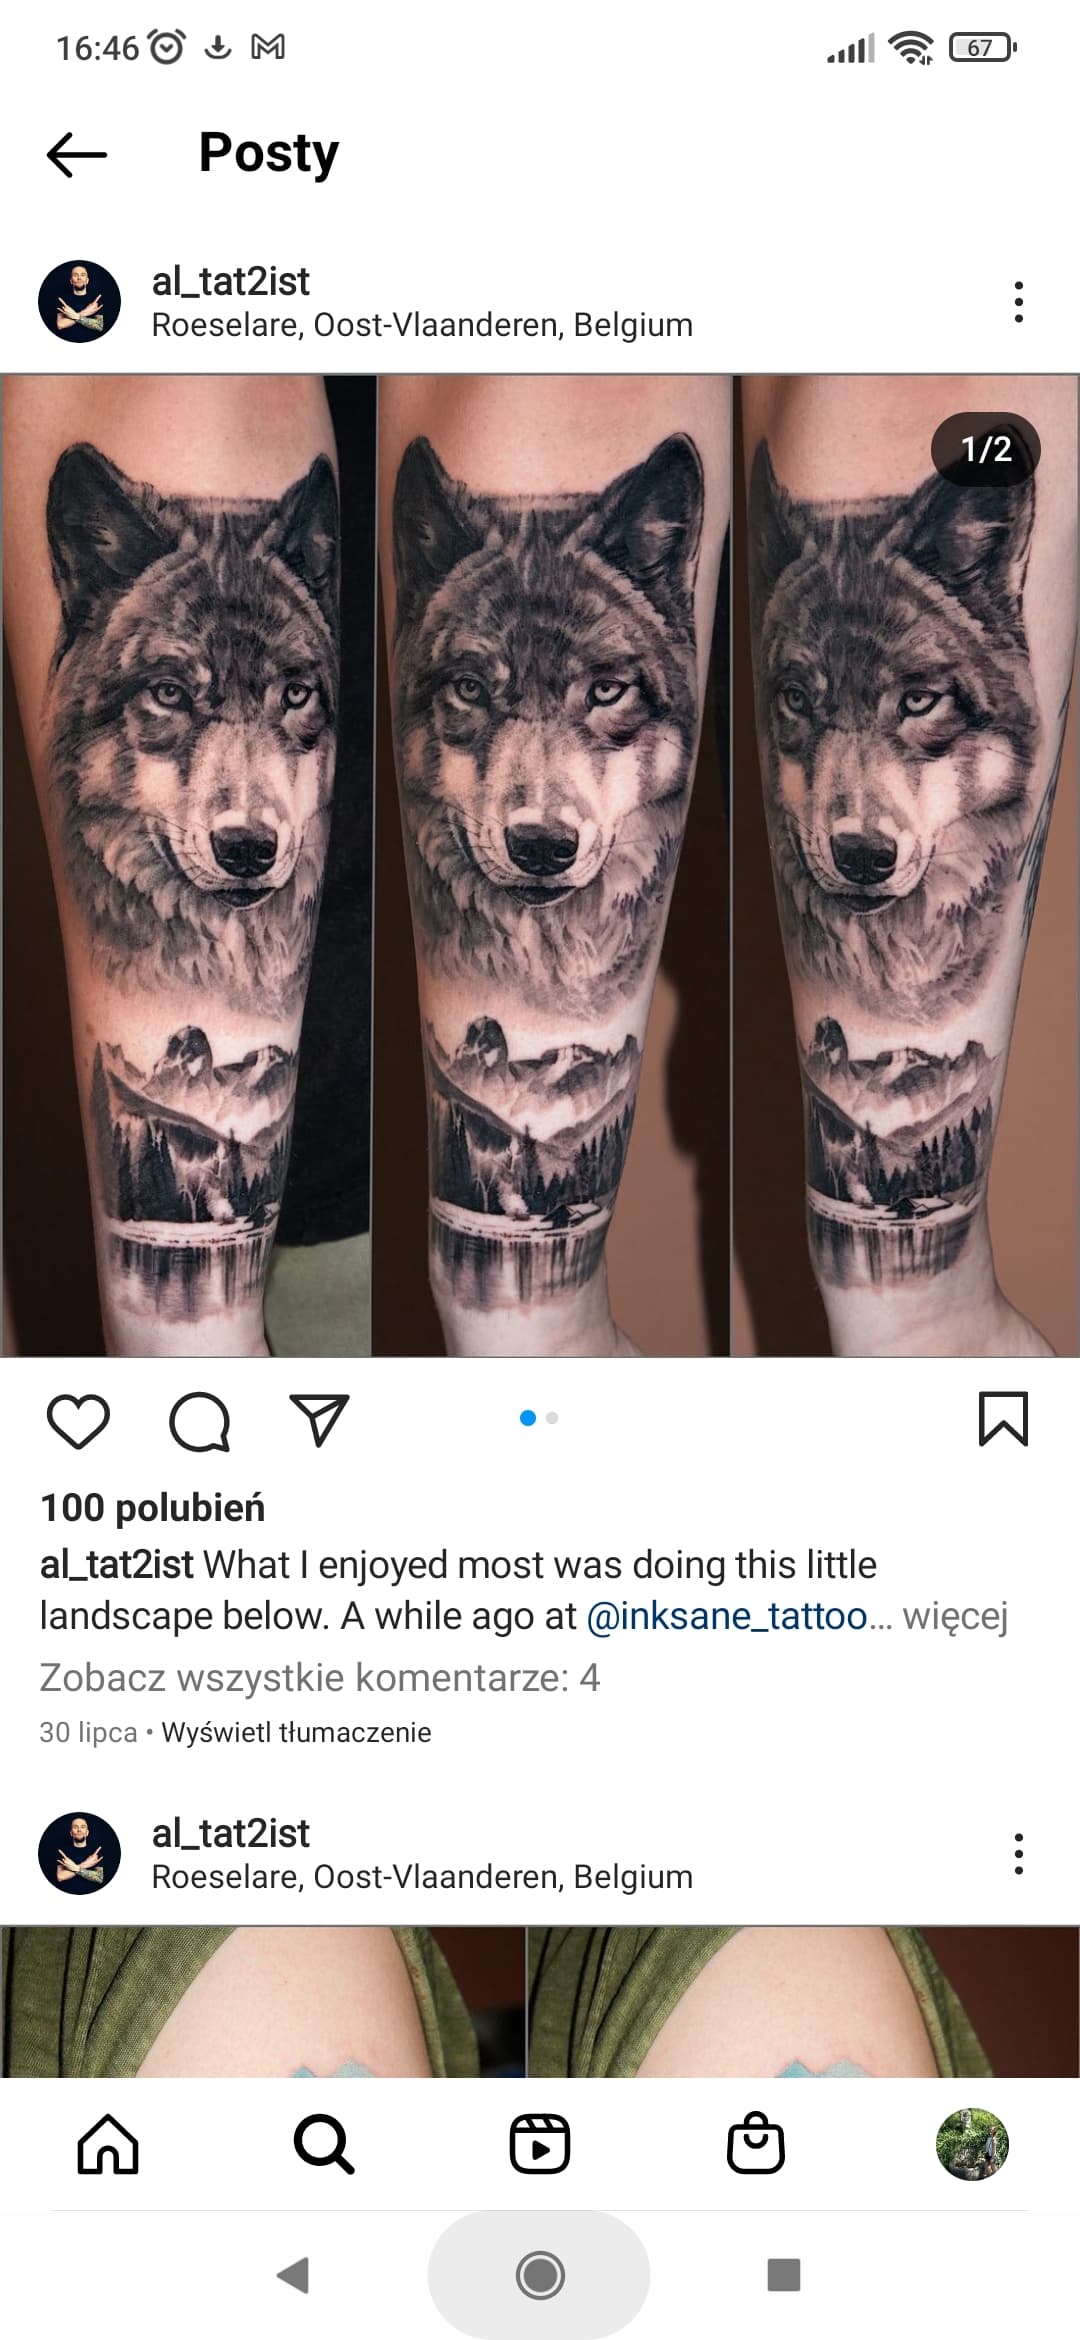 16:46
67
Posty
al_tat2ist
Roeselare, Oost-Vlaanderen, Belgium
1/2
100 polubień
al_tat2ist What I enjoyed most was doing this little
landscape below. A while ago at @inksane_tattoo... więcej
Zobacz wszystkie komentarze: 4
30 lipca • Wyświetl tłumaczenie
al_tat2ist
Roeselare, Oost-Vlaanderen, Belgium